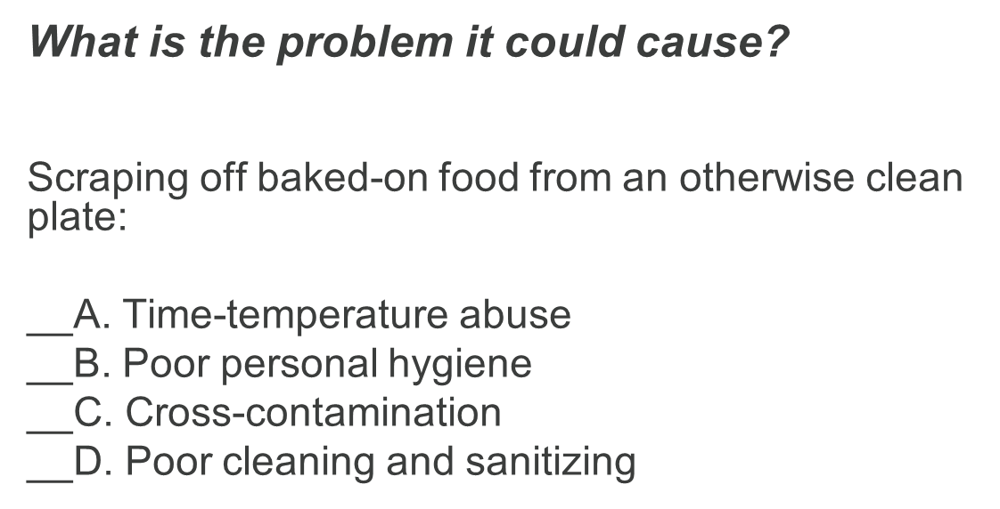 What is the problem it could cause?
Scraping off baked-on food from an otherwise clean
plate:
__A. Time-temperature abuse
__B. Poor personal hygiene
__C. Cross-contamination
__D. Poor cleaning and sanitizing